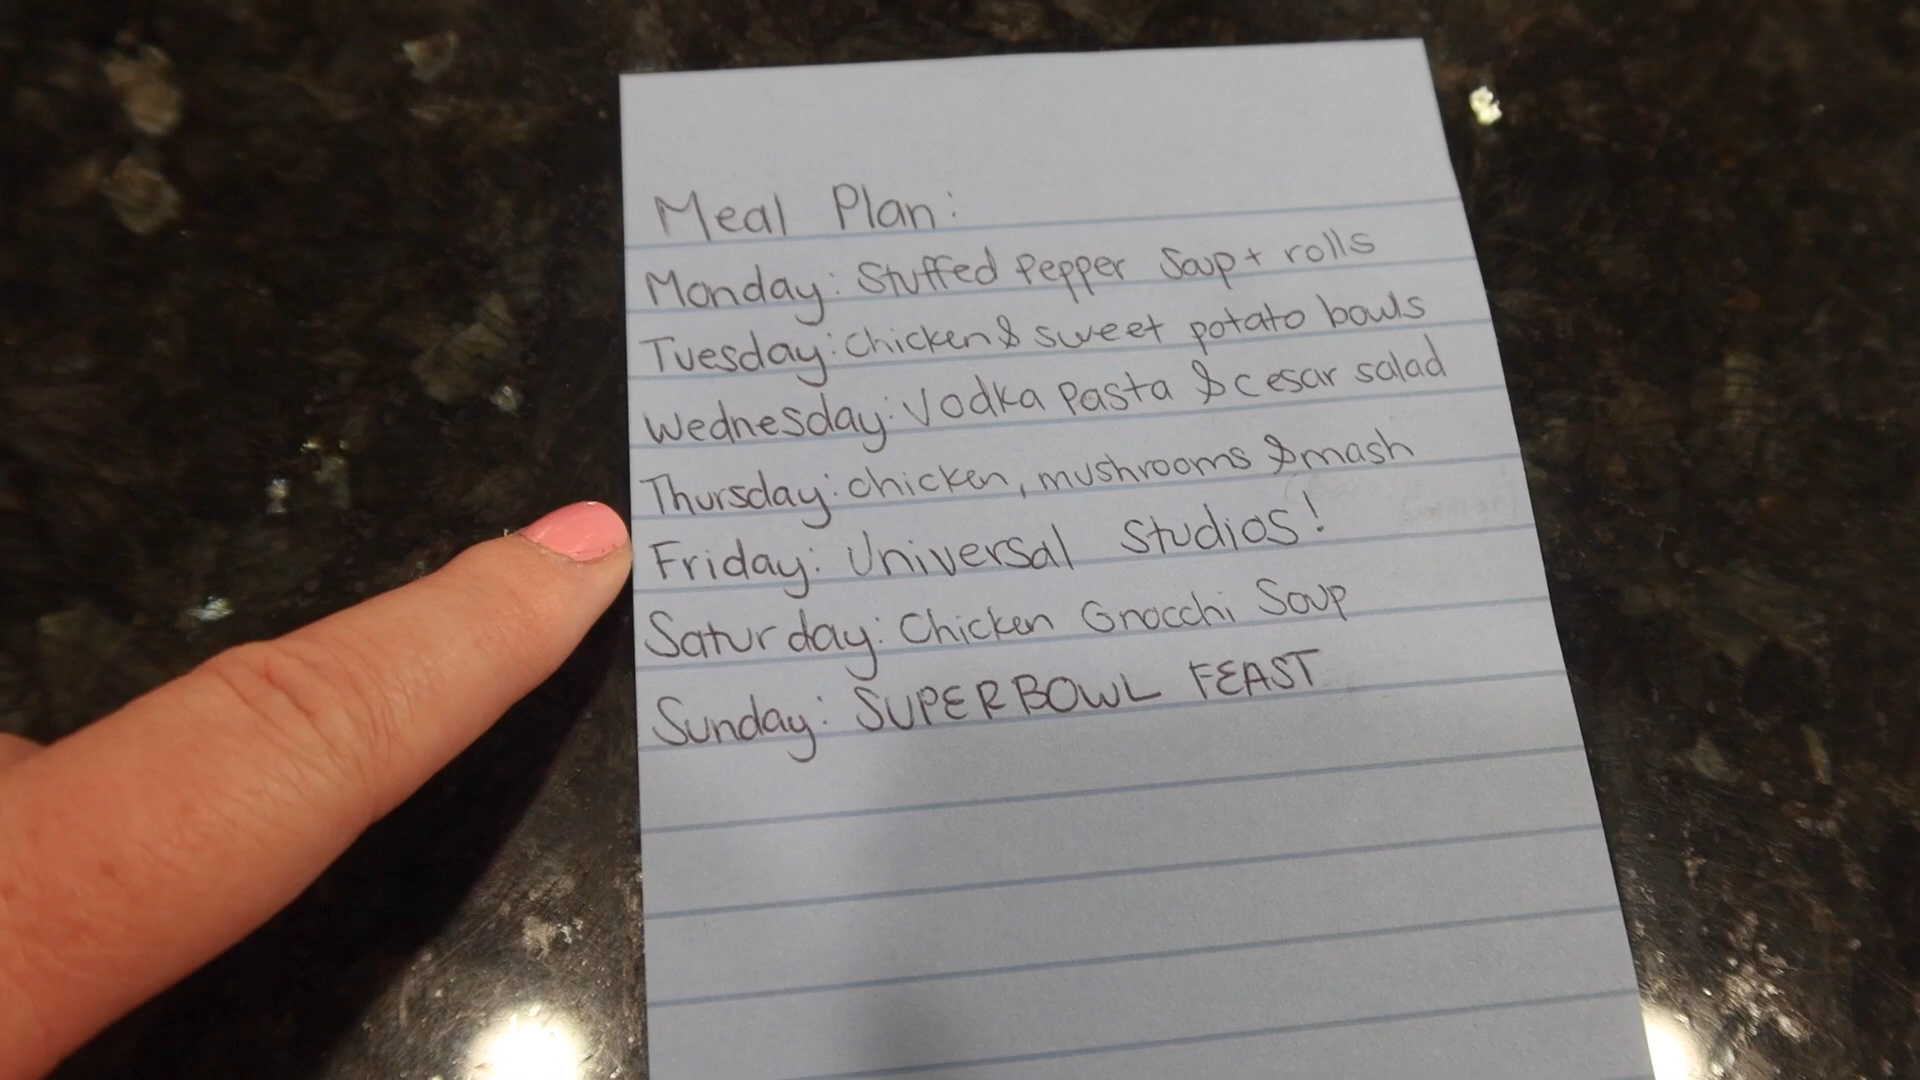 Meal Plan:
Monday: Stuffed Pepper Soup + rolls
Tuesday: chicken & sweet potato bowls
Wednesday: Vodka Pasta & cesar salad
Thursday: chicken, mushrooms & mash
Friday: Universal Studios!
Saturday: Chicken Gnocchi Soup
Sunday: SUPERBOWL FEAST